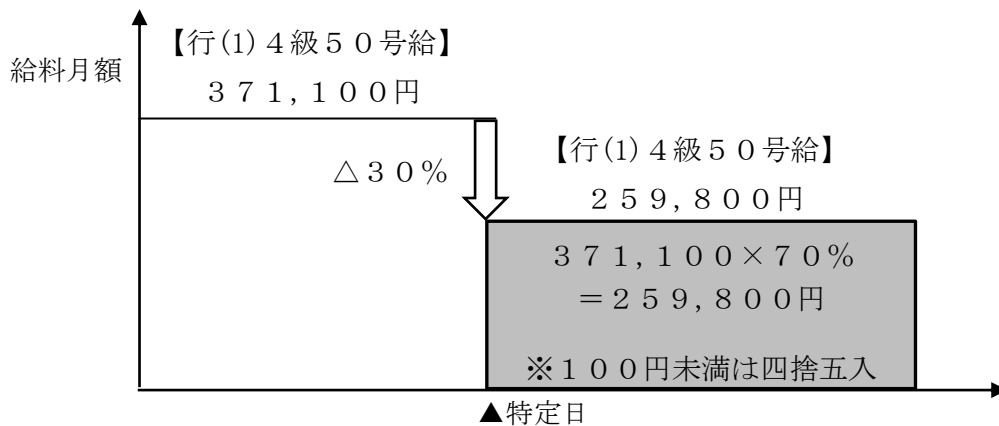 【行(1)４級５０号給】
給料月額
３７１,１００円
【行(1)４級５０号給】
△３０％
２５９,８００円
３７１,１００×７０％
＝２５９,８００円
※１００円未満は四捨五入
▲特定日